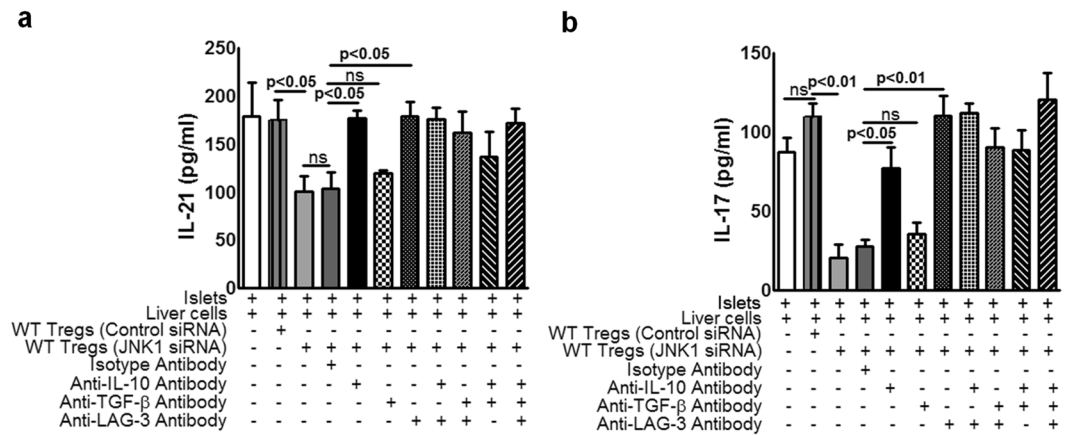 a
250
200
150
100
50
0
IL-21 (pg/ml)
p<0.05
ns
p<0.05
p<0.05
ns
Islets + + + + + + + + + + +
Liver cells + + + + + + + + + + +
WT Tregs (Control siRNA) - + - - - - - - - - -
WT Tregs (JNK1 siRNA) - - + + + + + + + + +
Isotype Antibody - - - + - - - - - - -
Anti-IL-10 Antibody - - - - + - - + - + +
Anti-TGF-β Antibody - - - - - + - - + + +
Anti-LAG-3 Antibody - - - - - - + + + - +
b
150
100
50
0
IL-17 (pg/ml)
ns
p<0.01
p<0.01
ns
p<0.05
Islets + + + + + + + + + + +
Liver cells + + + + + + + + + + +
WT Tregs (Control siRNA) - + - - - - - - - - -
WT Tregs (JNK1 siRNA) - - + + + + + + + + +
Isotype Antibody - - - + - - - - - - -
Anti-IL-10 Antibody - - - - + - - + - + +
Anti-TGF-β Antibody - - - - - + - - + + +
Anti-LAG-3 Antibody - - - - - - + + + - +